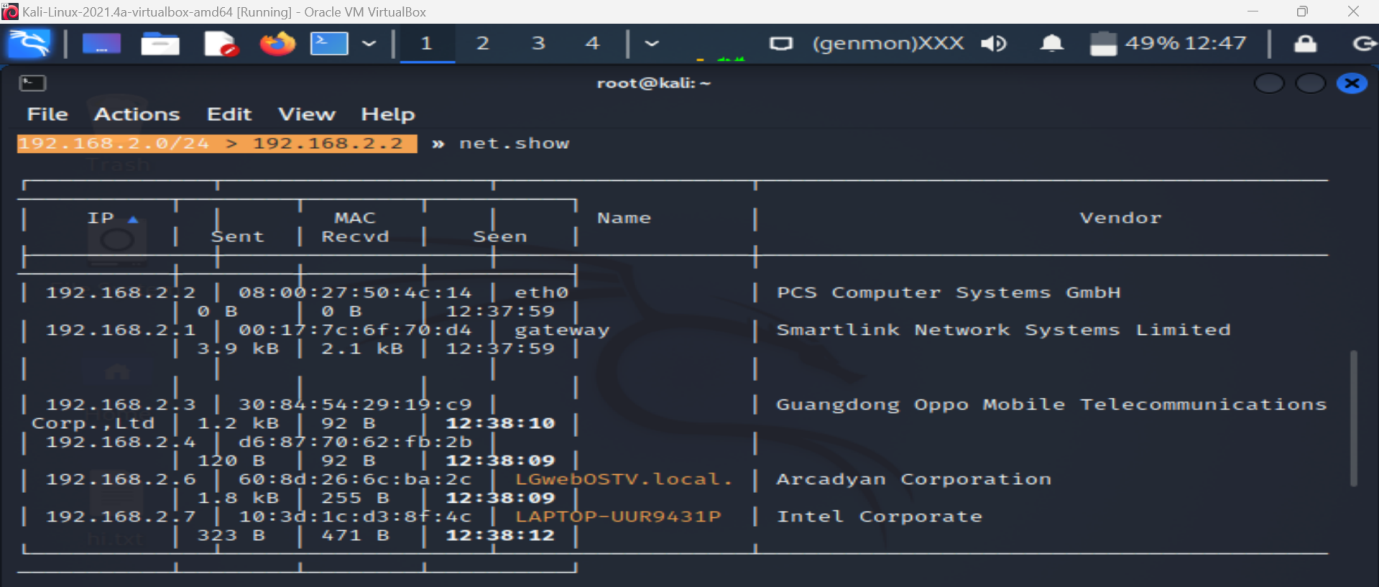 Kali-Linux-2021.4a-virtualbox-amd64 [Running] - Oracle VM VirtualBox
1 2 3 4 (genmon)XXX 49% 12:47
root@kali: ~
File Actions Edit View Help
192.168.2.0/24 > 192.168.2.2 » net.show
Trash
IP ▲ | MAC | Name | Vendor
| Sent | Recvd | Seen |
| 192.168.2.2 | 08:00:27:50:4c:14 | eth0 | PCS Computer Systems GmbH
| 0 B | 0 B | 12:37:59 |
| 192.168.2.1 | 00:17:7c:6f:70:d4 | gateway | Smartlink Network Systems Limited
| 3.9 kB | 2.1 kB | 12:37:59 |
| 192.168.2.3 | 30:84:54:29:19:c9 | | Guangdong Oppo Mobile Telecommunications
Corp.,Ltd | 1.2 kB | 92 B | 12:38:10 |
| 192.168.2.4 | d6:87:70:62:fb:2b | |
| 120 B | 92 B | 12:38:09 |
| 192.168.2.6 | 60:8d:26:6c:ba:2c | LGwebOSTV.local. | Arcadyan Corporation
| 1.8 kB | 255 B | 12:38:09 |
| 192.168.2.7 | 10:3d:1c:d3:8f:4c | LAPTOP-UUR9431P | Intel Corporate
| 323 B | 471 B | 12:38:12 |
hi.txt